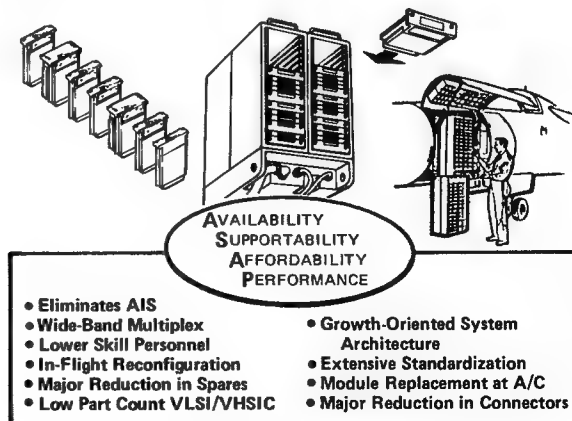 AVAILABILITY
SUPPORTABILITY
AFFORDABILITY
PERFORMANCE
• Eliminates AIS
• Wide-Band Multiplex
• Lower Skill Personnel
• In-Flight Reconfiguration
• Major Reduction in Spares
• Low Part Count VLSI/VHSIC
• Growth-Oriented System
Architecture
• Extensive Standardization
• Module Replacement at A/C
• Major Reduction in Connectors